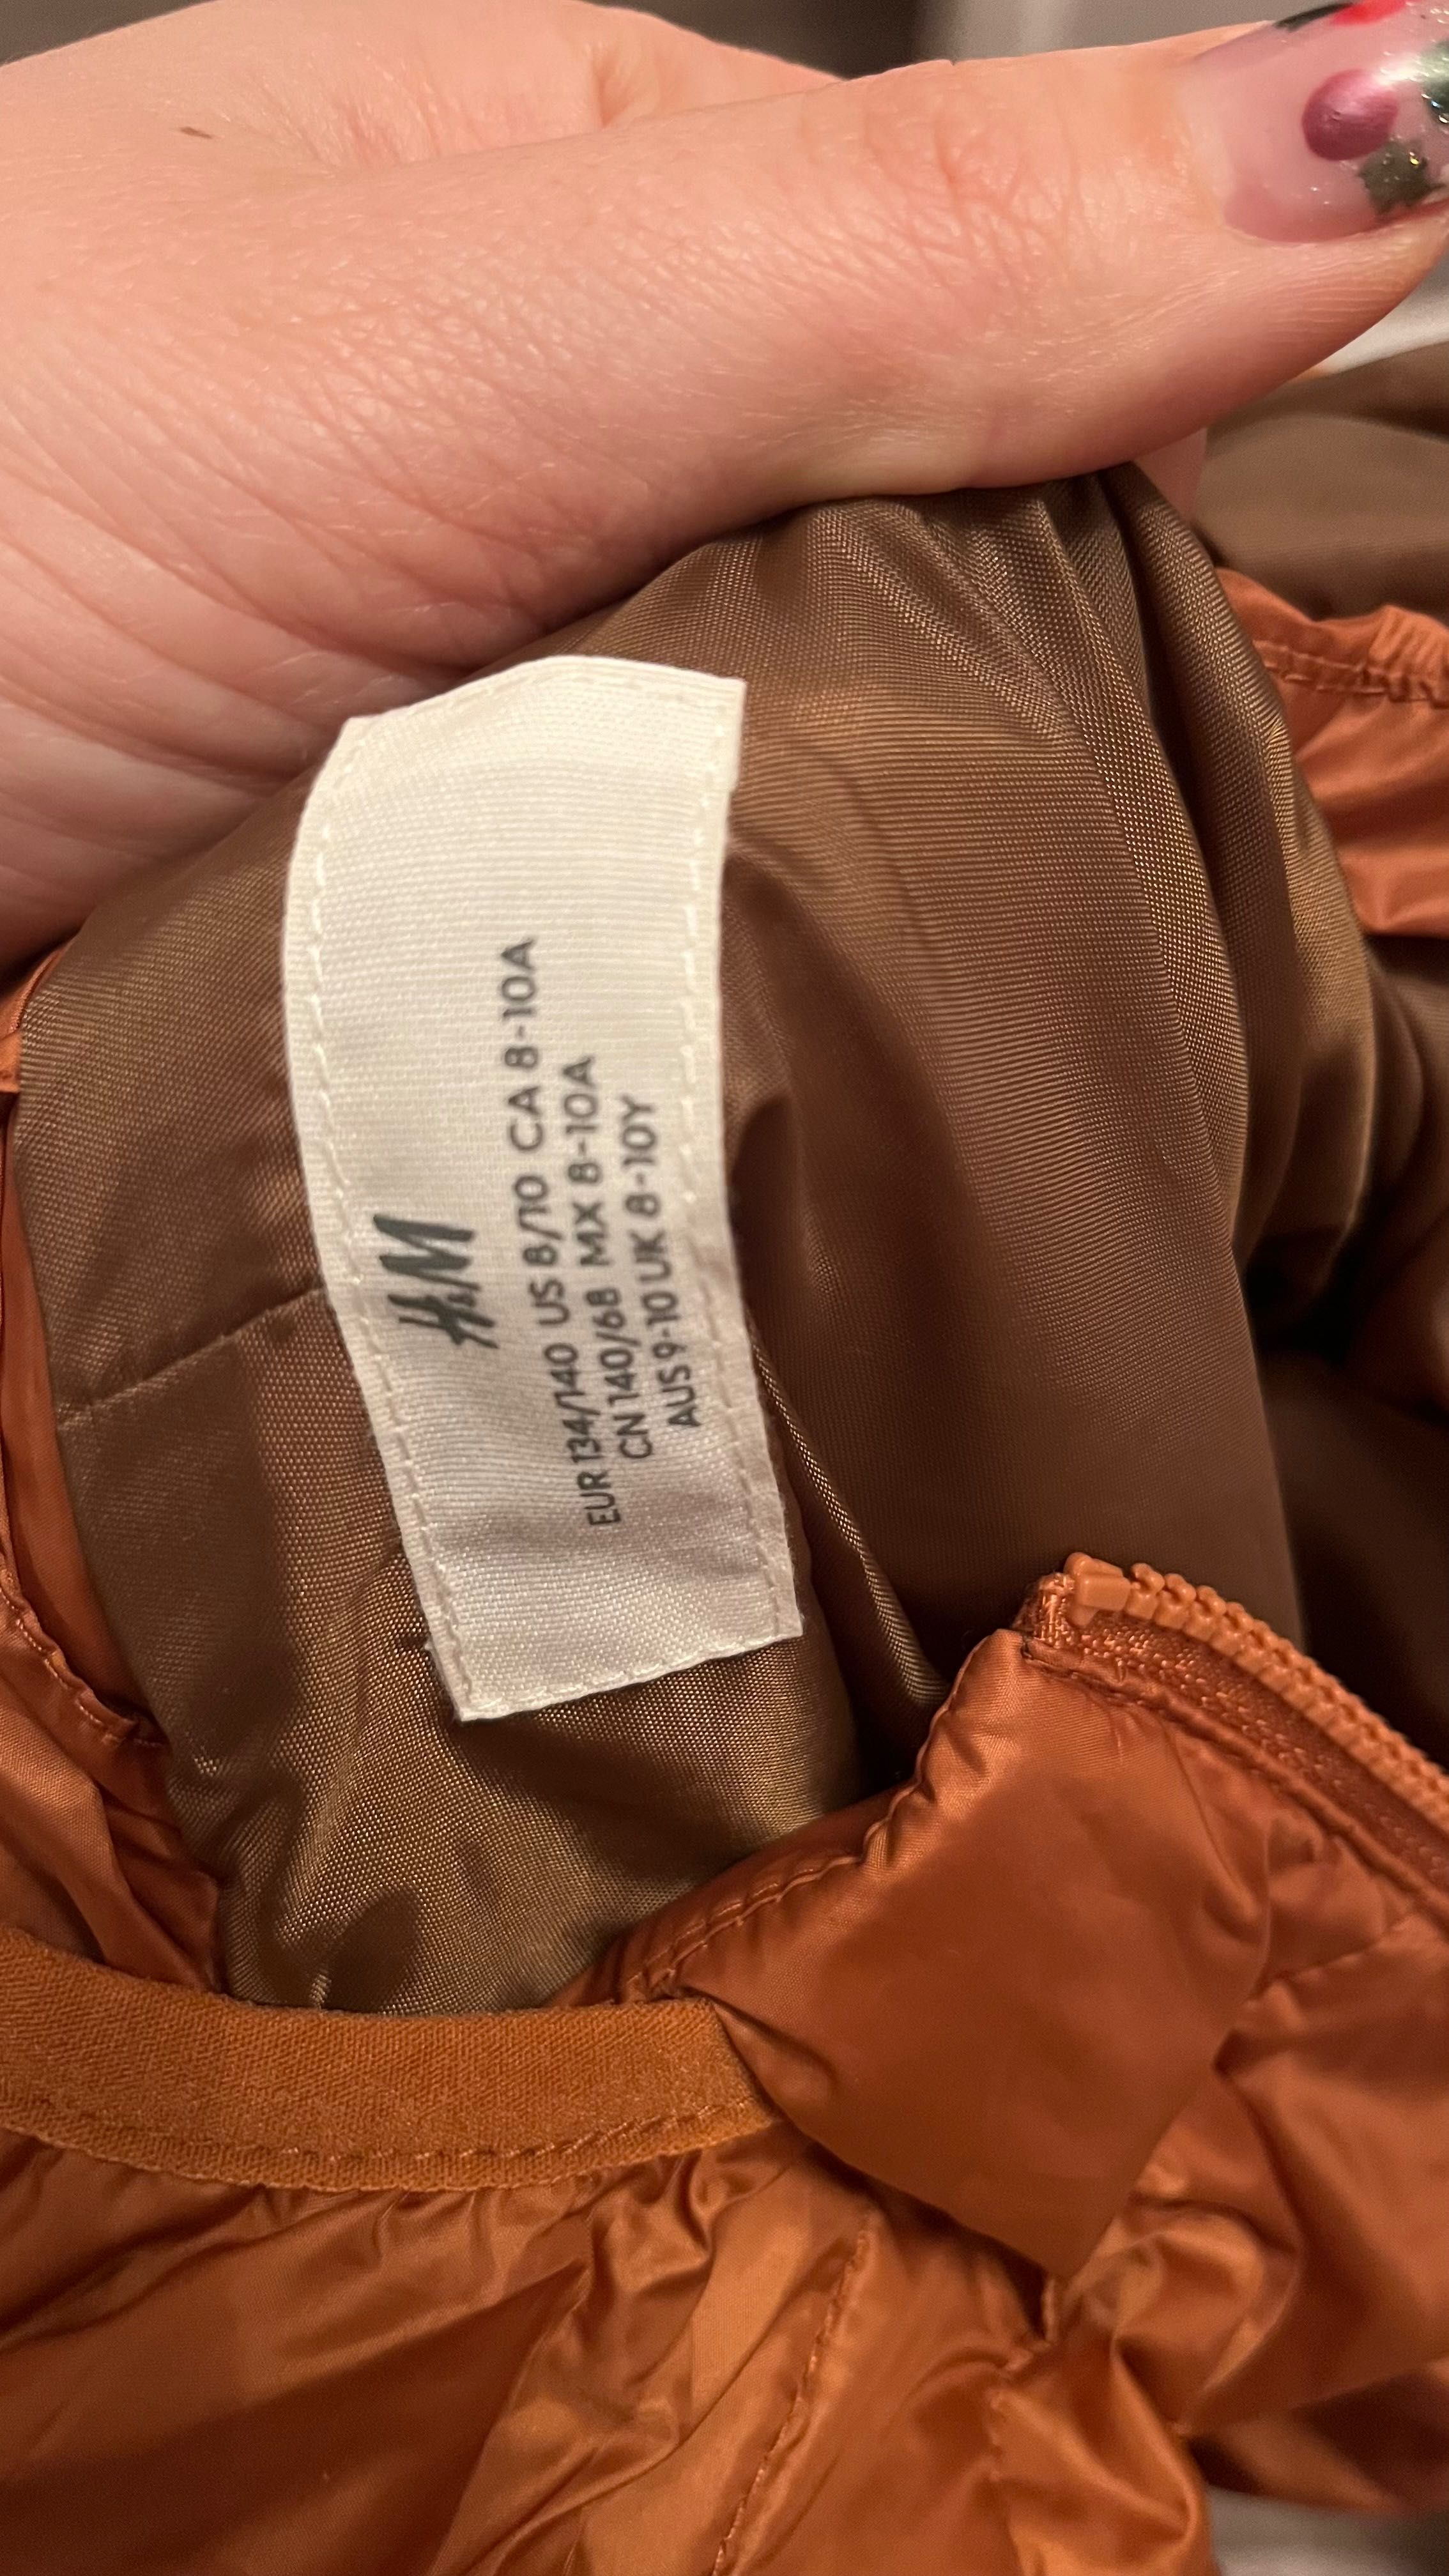 H&M
EUR 134/140 US 8/10 CA 8-10A
CN 140/68 MX 8-10A
AUS 9-10 UK 8-10Y